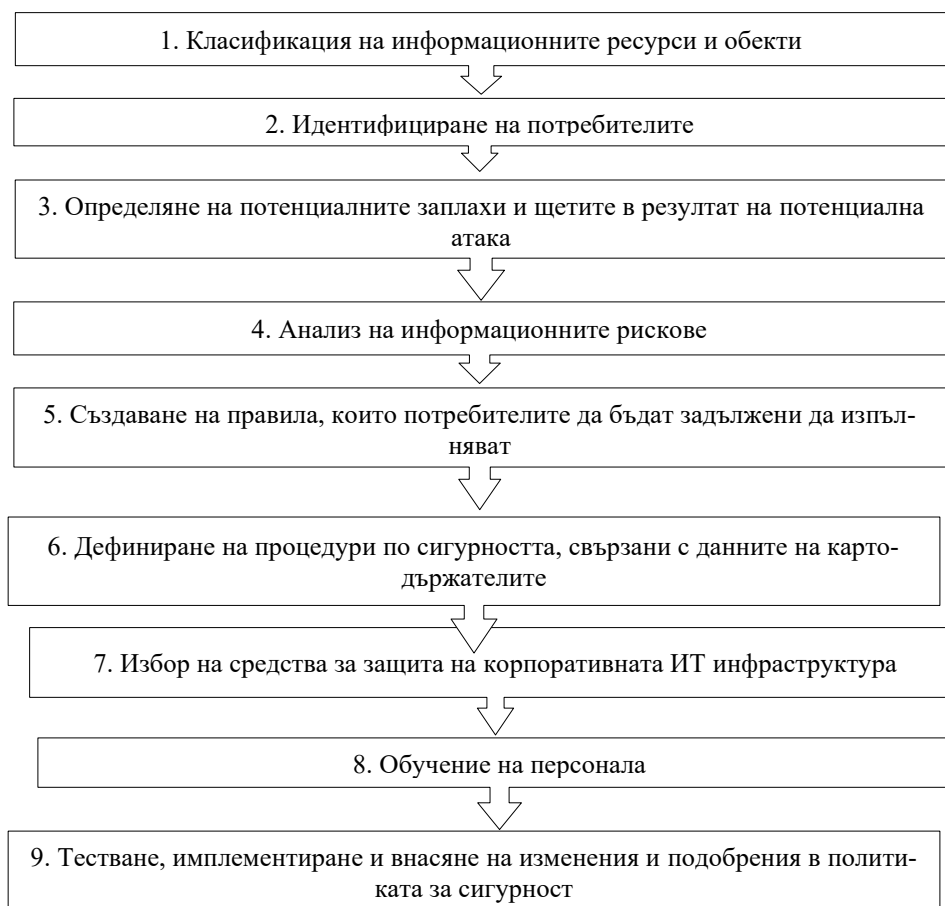 1. Класификация на информационните ресурси и обекти
2. Идентифициране на потребителите
3. Определяне на потенциалните заплахи и щетите в резултат на потенциална
атака
4. Анализ на информационните рискове
5. Създаване на правила, които потребителите да бъдат задължени да изпъл-
няват
6. Дефиниране на процедури по сигурността, свързани с данните на карто-
държателите
7. Избор на средства за защита на корпоративната ИТ инфраструктура
8. Обучение на персонала
9. Тестване, имплементиране и внасяне на изменения и подобрения в полити-
ката за сигурност